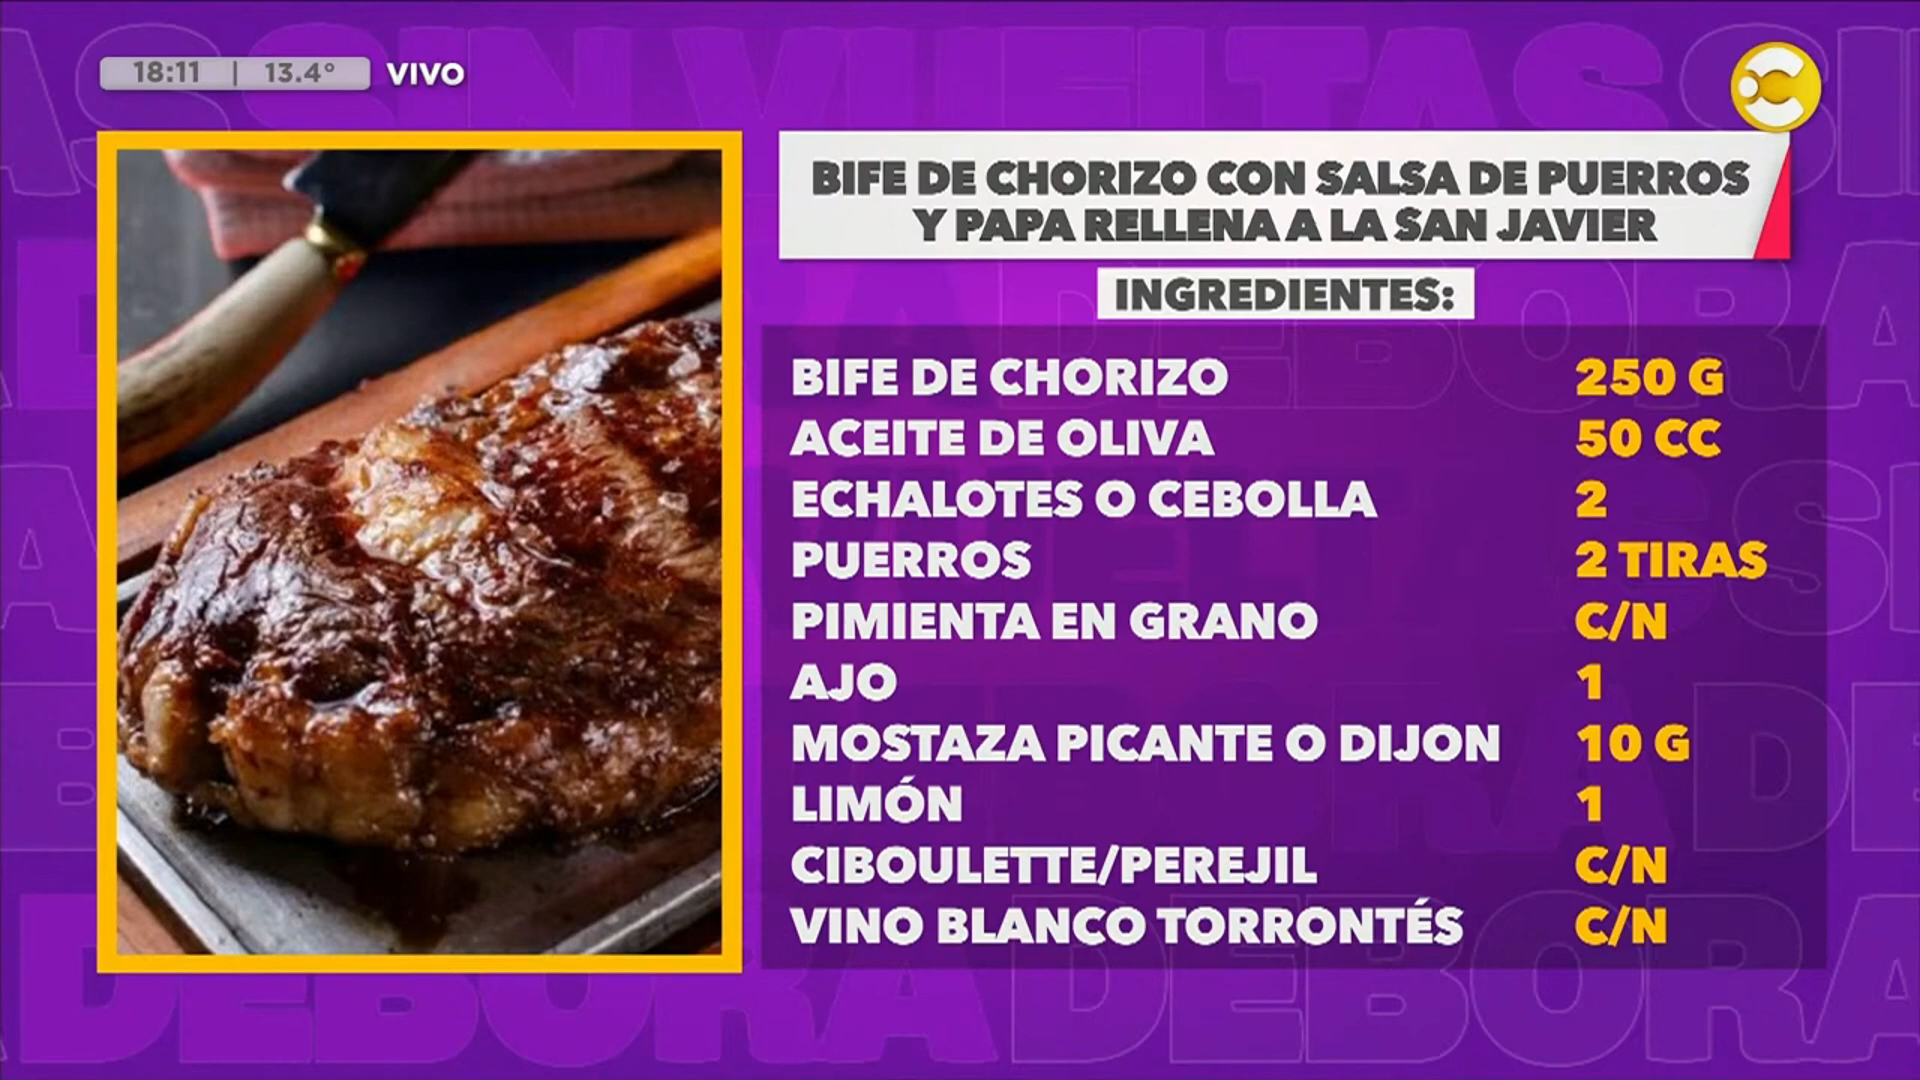 18:11 | 13.4° VIVO
BIFE DE CHORIZO CON SALSA DE PUERROS
Y PAPA RELLENA A LA SAN JAVIER
INGREDIENTES:
BIFE DE CHORIZO 250 G
ACEITE DE OLIVA 50 CC
ECHALOTES O CEBOLLA 2
PUERROS 2 TIRAS
PIMIENTA EN GRANO C/N
AJO 1
MOSTAZA PICANTE O DIJON 10 G
LIMÓN 1
CIBOULETTE/PEREJIL C/N
VINO BLANCO TORRONTÉS C/N